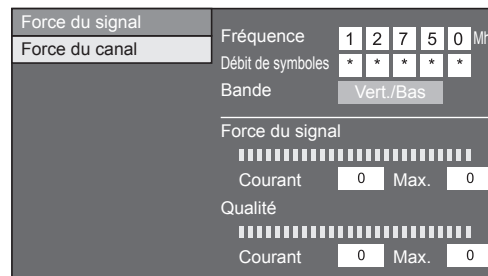 Force du signal
Force du canal
Fréquence 1 2 7 5 0 Mh
Débit de symboles * * * * *
Bande Vert./Bas
Force du signal
Courant 0 Max. 0
Qualité
Courant 0 Max. 0